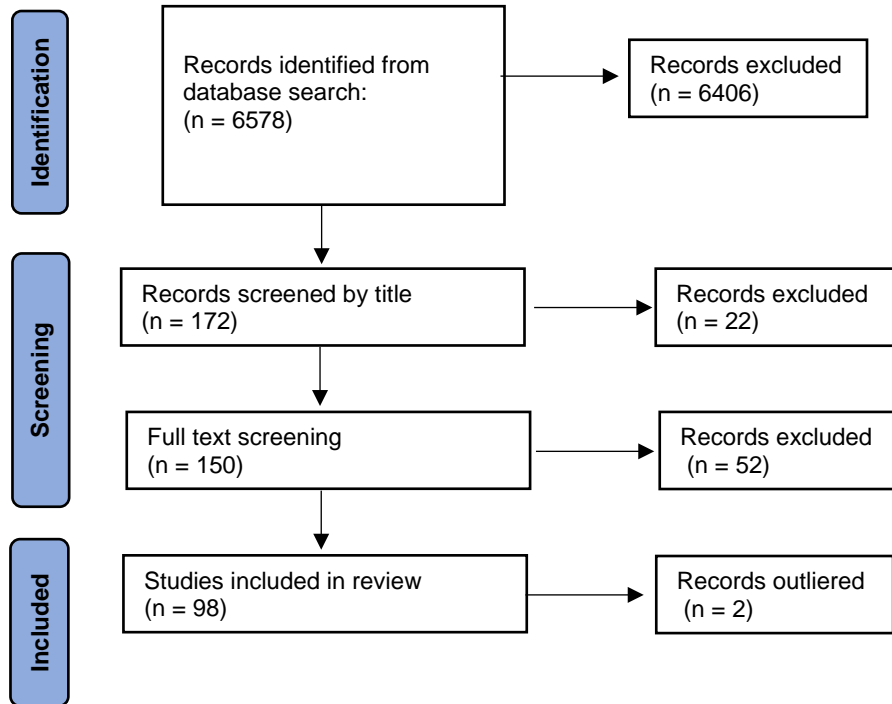 Identification
Records identified from
database search:
(n = 6578)
Records excluded
(n = 6406)
Screening
Records screened by title
(n = 172)
Records excluded
(n = 22)
Full text screening
(n = 150)
Records excluded
(n = 52)
Included
Studies included in review
(n = 98)
Records outliered
(n = 2)